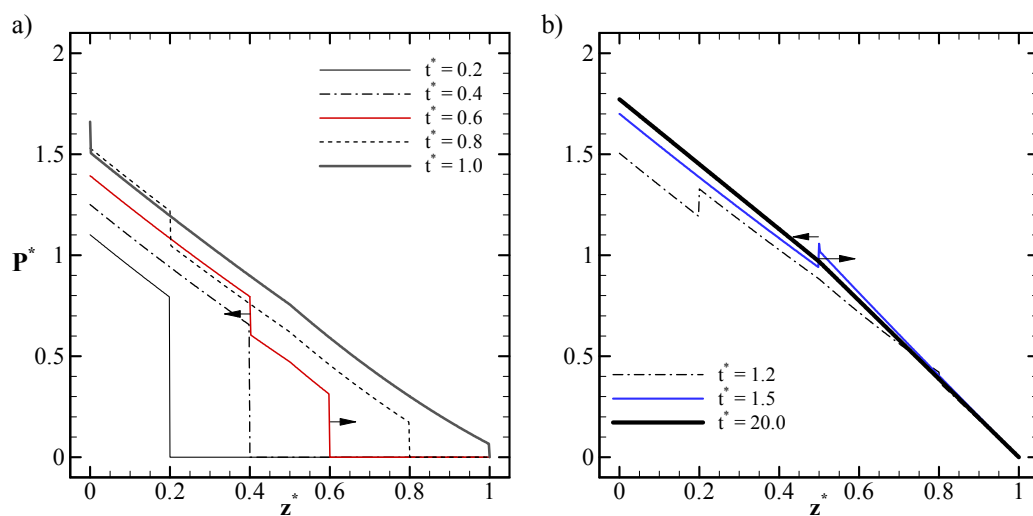 a)
2
1.5
1
0.5
0
P*
0 0.2 0.4 0.6 0.8 1
z*
t* = 0.2
t* = 0.4
t* = 0.6
t* = 0.8
t* = 1.0
b)
2
1.5
1
0.5
0
0 0.2 0.4 0.6 0.8 1
z*
t* = 1.2
t* = 1.5
t* = 20.0